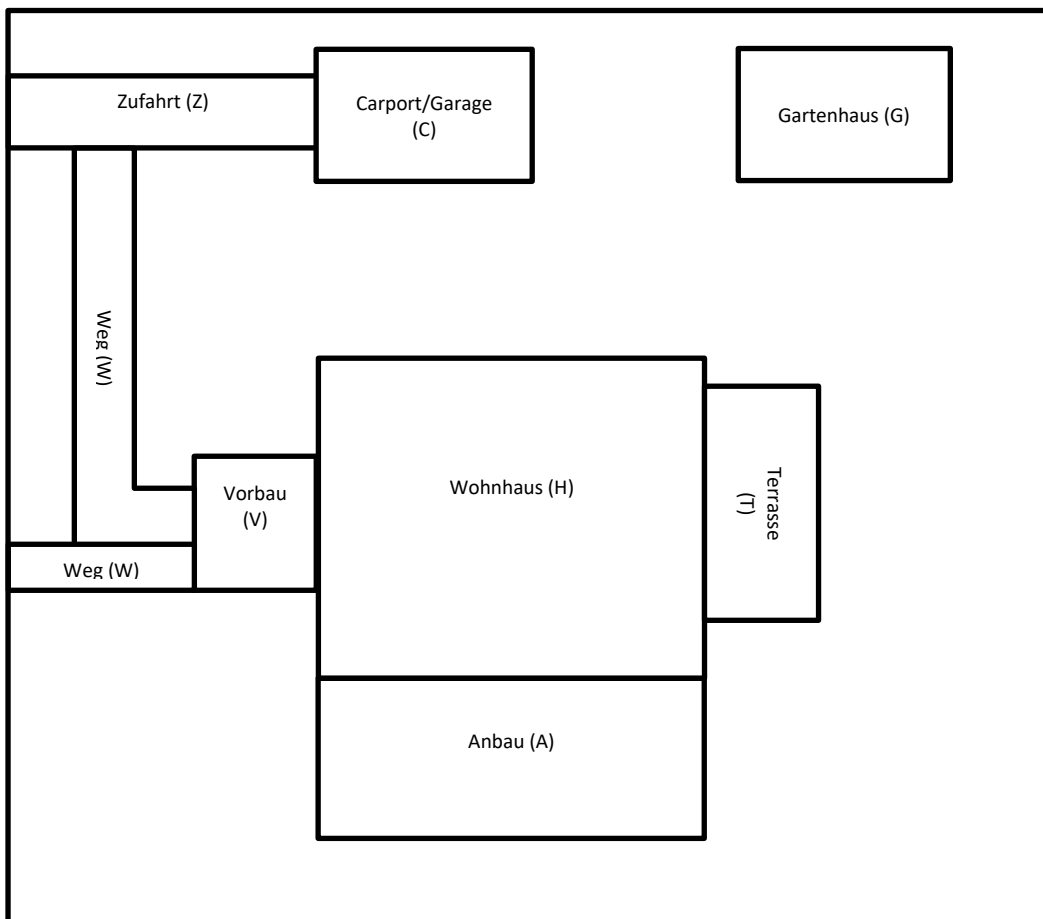 Zufahrt (Z)
Carport/Garage
(C)
Gartenhaus (G)
Weg (W)
Wohnhaus (H)
Vorbau
(V)
Terrasse
(T)
Weg (W)
Anbau (A)